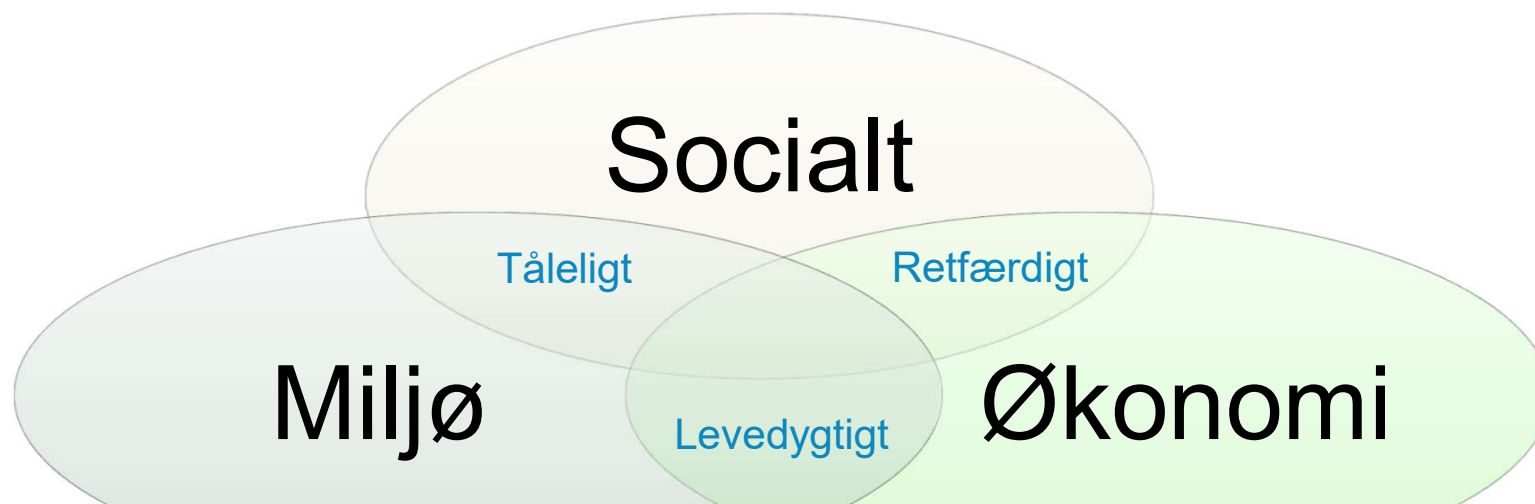 Socialt
Tåleligt
Retfærdigt
Miljø
Økonomi
Levedygtigt